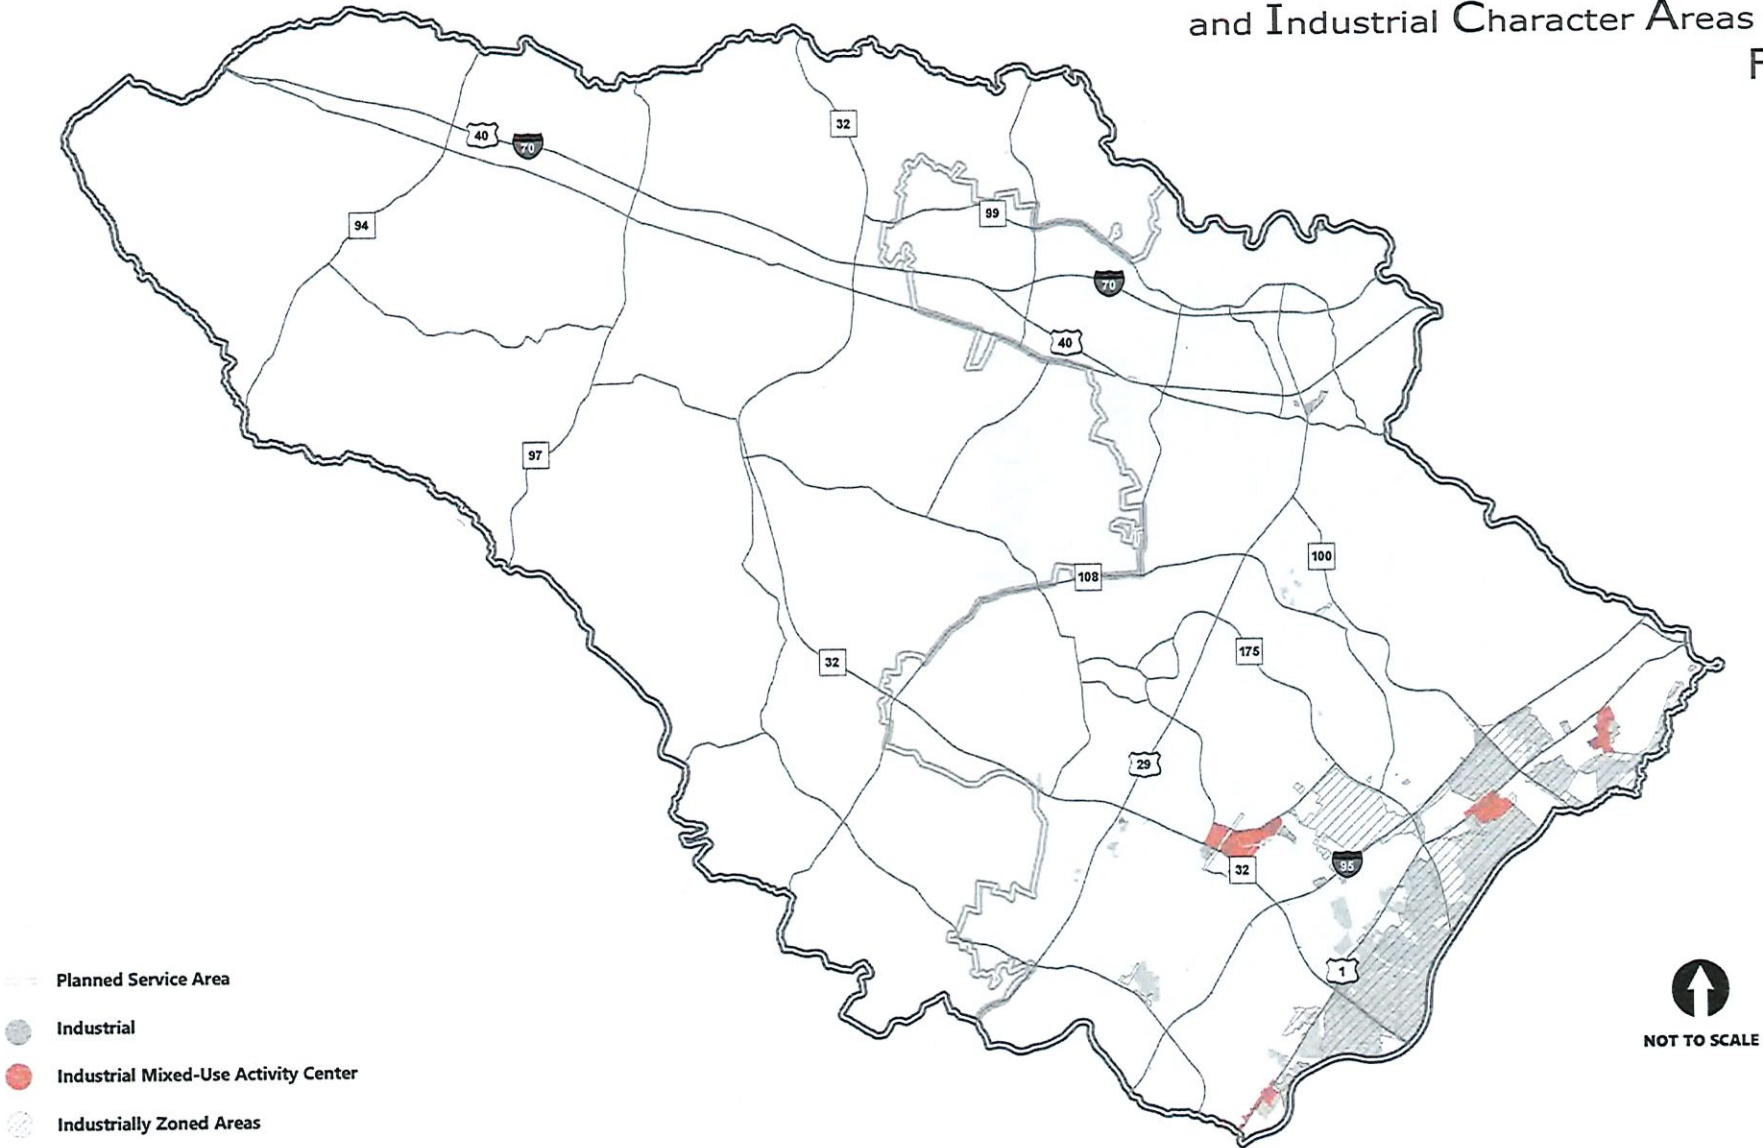 and Industrial Character Areas
F
32
40
70
99
94
70
40
97
100
108
175
32
29
32
95
1
Planned Service Area
Industrial
Industrial Mixed-Use Activity Center
Industrially Zoned Areas
NOT TO SCALE